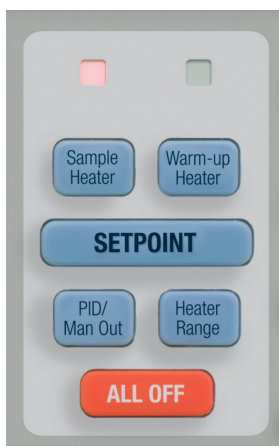 Sample
Heater
Warm-up
Heater
SETPOINT
PID/
Man Out
Heater
Range
ALL OFF